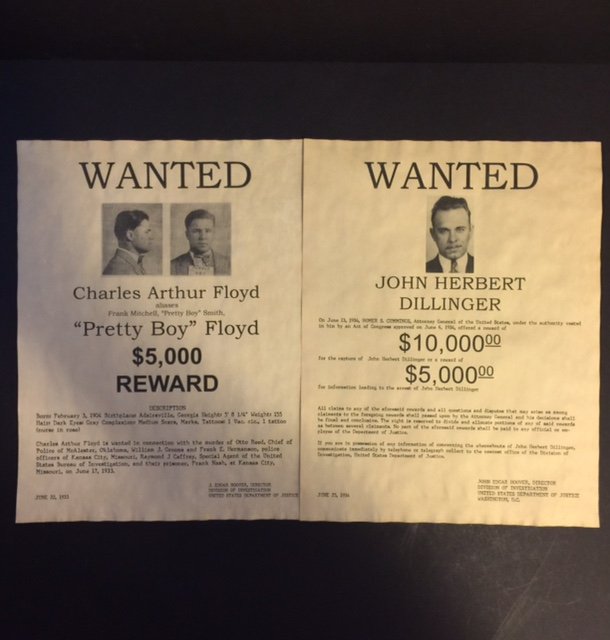 WANTED
Charles Arthur Floyd
aliases
Frank Mitchell, "Pretty Boy" Smith,
"Pretty Boy" Floyd
$5,000
REWARD
DESCRIPTION
Born: February 3, 1904 Birthplace Adairsville, Georgia Height: 5' 8 1/4" Weight: 155
Hair: Dark Eyes: Gray Complexion: Medium Scars, Marks, Tattoos: 1 Vac. cic., 1 tattoo
(nurse in rose)
Charles Arthur Floyd is wanted in connection with the murder of Otto Reed, Chief of
Police of McAlester, Oklahoma, William J. Grooms and Frank E. Hermanson, police
officers of Kansas City, Missouri, Raymond J Caffrey, Special Agent of the United
States Bureau of Investigation, and their prisoner, Frank Nash, at Kansas City,
Missouri, on June 17, 1933.
J. EDGAR HOOVER, DIRECTOR
DIVISION OF INVESTIGATION
UNITED STATES DEPARTMENT OF JUSTICE
JUNE 22, 1933
WANTED
JOHN HERBERT
DILLINGER
On June 23, 1934, HOMER S. CUMMINGS, Attorney General of the United States, under the authority vested
in him by an Act of Congress approved on June 6, 1934, offered a reward of
$10,000.00
for the capture of John Herbert Dillinger or a reward of
$5,000.00
for information leading to the arrest of John Herbert Dillinger
All claims to any of the aforesaid rewards and all questions and disputes that may arise as among
claimants to the foregoing rewards shall passed upon by the Attorney General and his decisions shall
be final and conclusive. The right is reserved to divide and allocate portions of any of said rewards
as between several claimants. No part of the aforesaid rewards shall be paid to any official or em-
ployee of the Department of Justice.
If you are in possession of any information concerning the whereabouts of John Herbert Dillinger,
communicate immediately by telephone or telegraph collect to the nearest office of the Division of
Investigation, United States Department of Justice.
JOHN EDGAR HOOVER, DIRECTOR
DIVISION OF INVESTIGATION
UNITED STATES DEPARTMENT OF JUSTICE
WASHINGTON, D.C.
JUNE 25, 1934